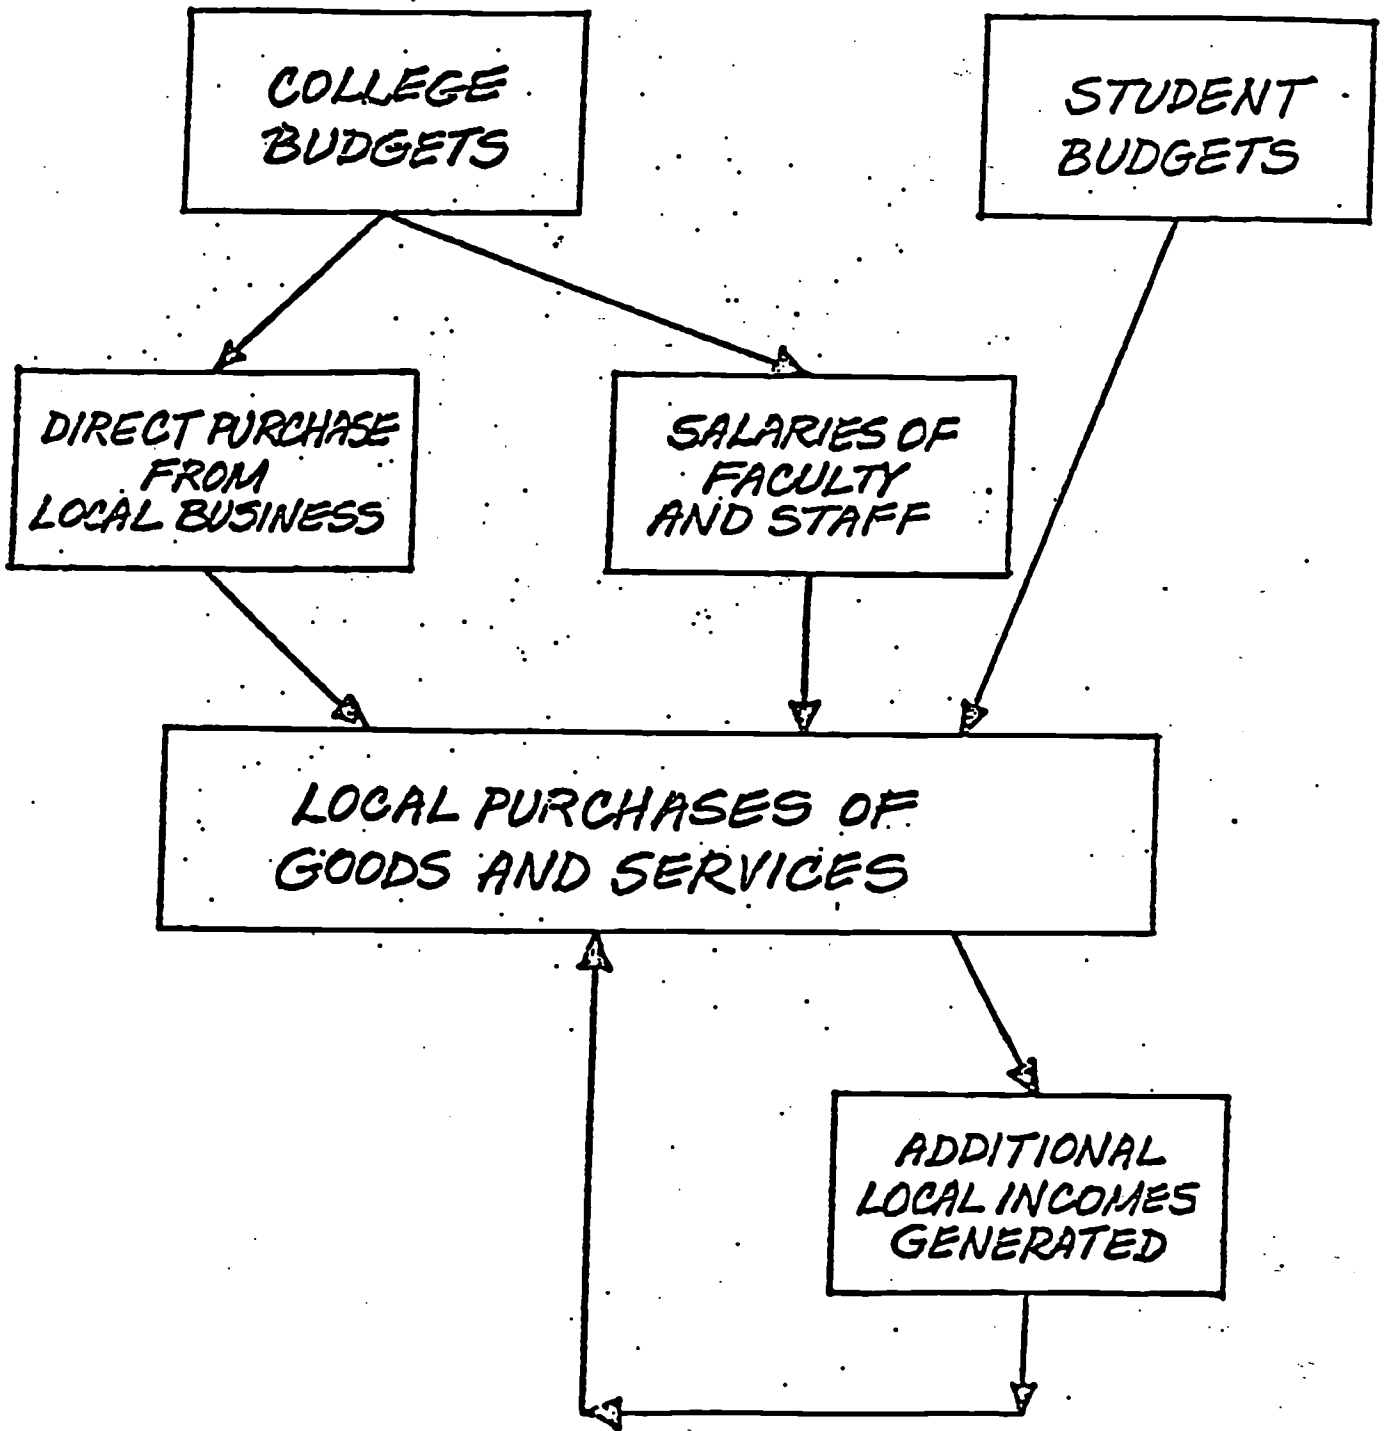 COLLEGE
BUDGETS
STUDENT
BUDGETS
DIRECT PURCHASE
FROM
LOCAL BUSINESS
SALARIES OF
FACULTY
AND STAFF
LOCAL PURCHASES OF
GOODS AND SERVICES
ADDITIONAL
LOCAL INCOMES
GENERATED